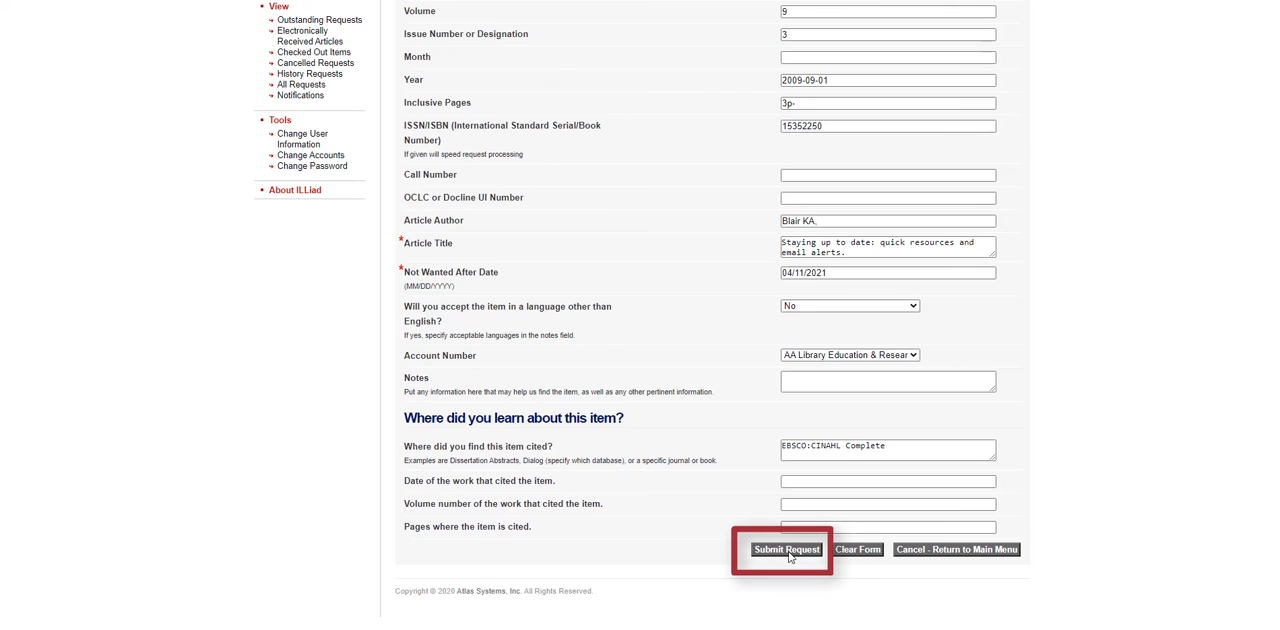 View
Outstanding Requests
Electronically
Received Articles
Checked Out Items
Cancelled Requests
History Requests
All Requests
Notifications
Tools
Change User
Information
Change Accounts
Change Password
About ILLiad
Volume
9
Issue Number or Designation
3
Month
Year
2009-09-01
Inclusive Pages
3p-
ISSN/ISBN (International Standard Serial/Book
Number)
15352250
If given will speed request processing
Call Number
OCLC or Docline UI Number
Article Author
Blair KA,
*Article Title
Staying up to date: quick resources and
email alerts.
*Not Wanted After Date
04/11/2021
(MM/DD/YYYY)
Will you accept the item in a language other than
English?
No
If yes, specify acceptable languages in the notes field.
Account Number
AA Library Education & Resear
Notes
Put any information here that may help us find the item, as well as any other pertinent information.
Where did you learn about this item?
Where did you find this item cited?
EBSCO:CINAHL Complete
Examples are Dissertation Abstracts, Dialog (specify which database), or a specific journal or book.
Date of the work that cited the item.
Volume number of the work that cited the item.
Pages where the item is cited.
Submit Request
Clear Form
Cancel - Return to Main Menu
Copyright © 2020 Atlas Systems, Inc. All Rights Reserved.